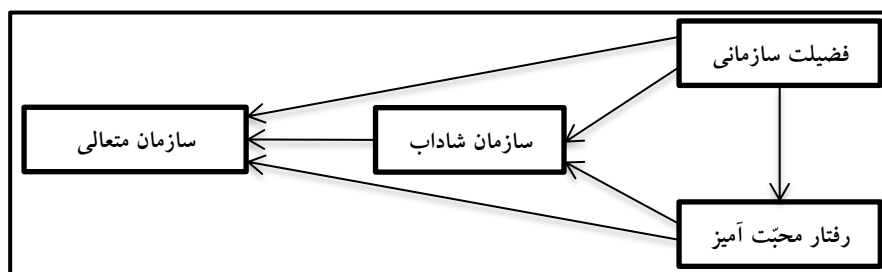 فضیلت سازمانی
سازمان شاداب
سازمان متعالی
رفتار محبّت آمیز